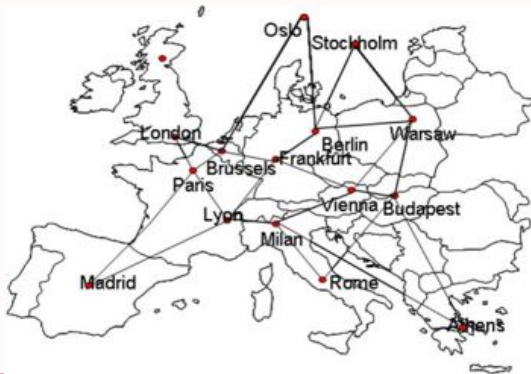 Oslo
Stockholm
London
Berlin
Warsaw
Brussels
Frankfurt
Paris
Vienna
Budapest
Lyon
Milan
Madrid
Rome
Athens